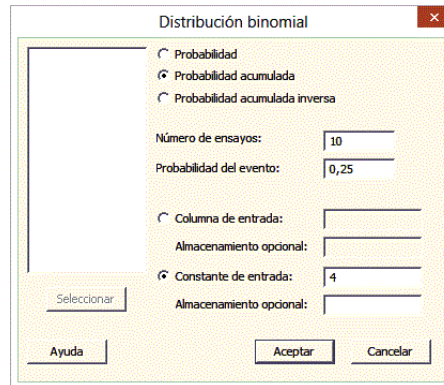 Distribución binomial
Probabilidad
Probabilidad acumulada
Probabilidad acumulada inversa
Número de ensayos: 10
Probabilidad del evento: 0,25
Columna de entrada:
Almacenamiento opcional:
Constante de entrada: 4
Almacenamiento opcional:
Seleccionar
Ayuda Aceptar Cancelar